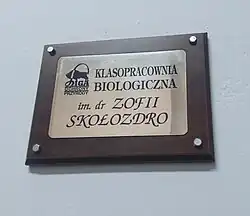 KLASOPRACOWNIA
BIOLOGICZNA
im. dr ZOFII
SKOŁOZDRO